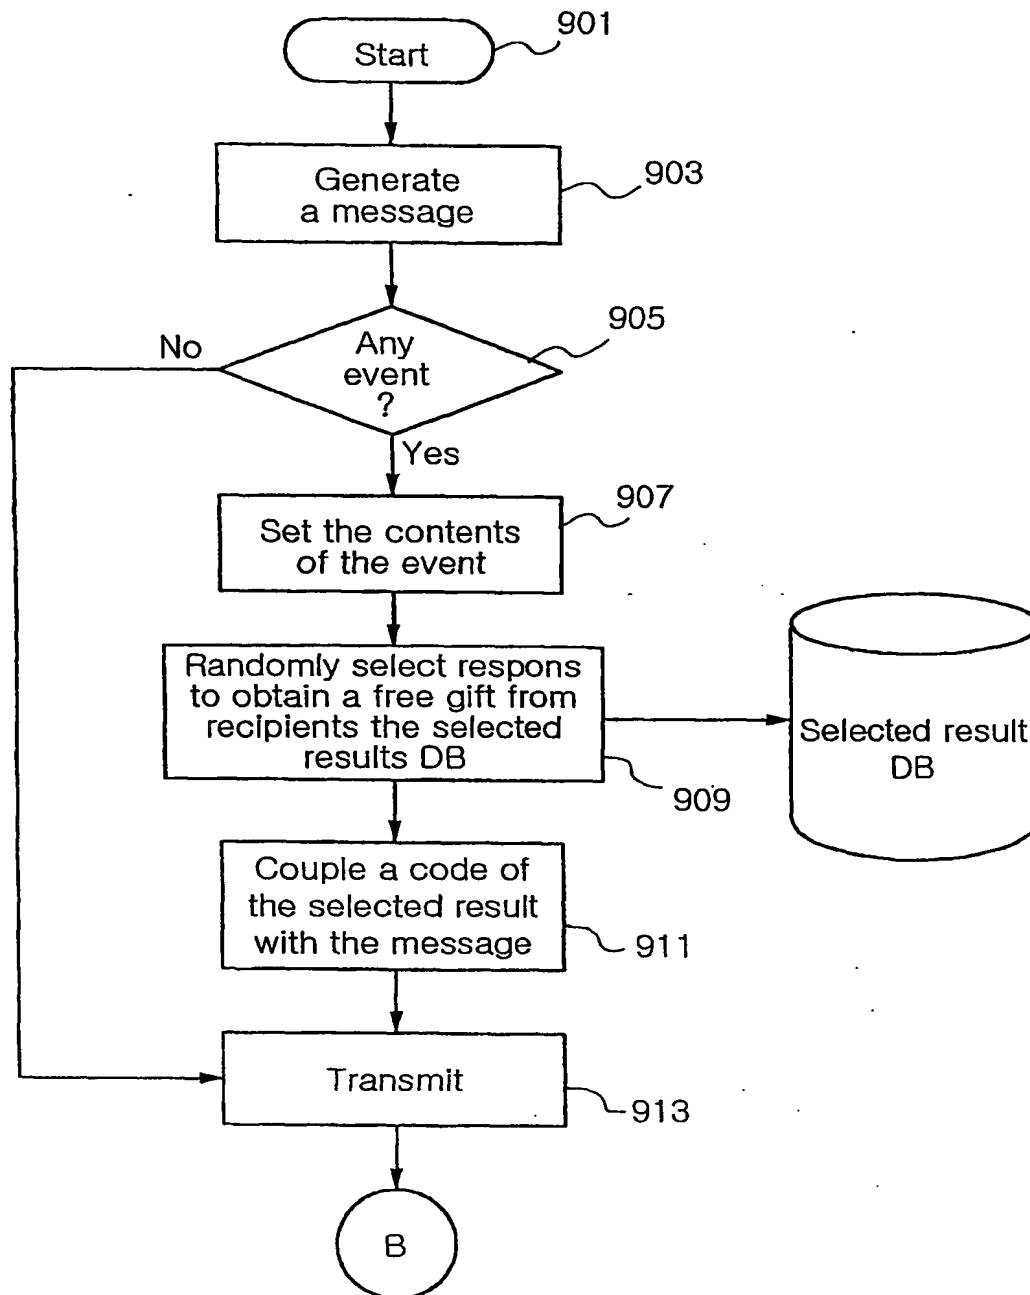 901
Start
903
Generate
a message
905
No
Any
event
?
Yes
907
Set the contents
of the event
Randomly select respons
to obtain a free gift from
recipients the selected
results DB
909
Selected result
DB
Couple a code of
the selected result
with the message
911
Transmit
913
B